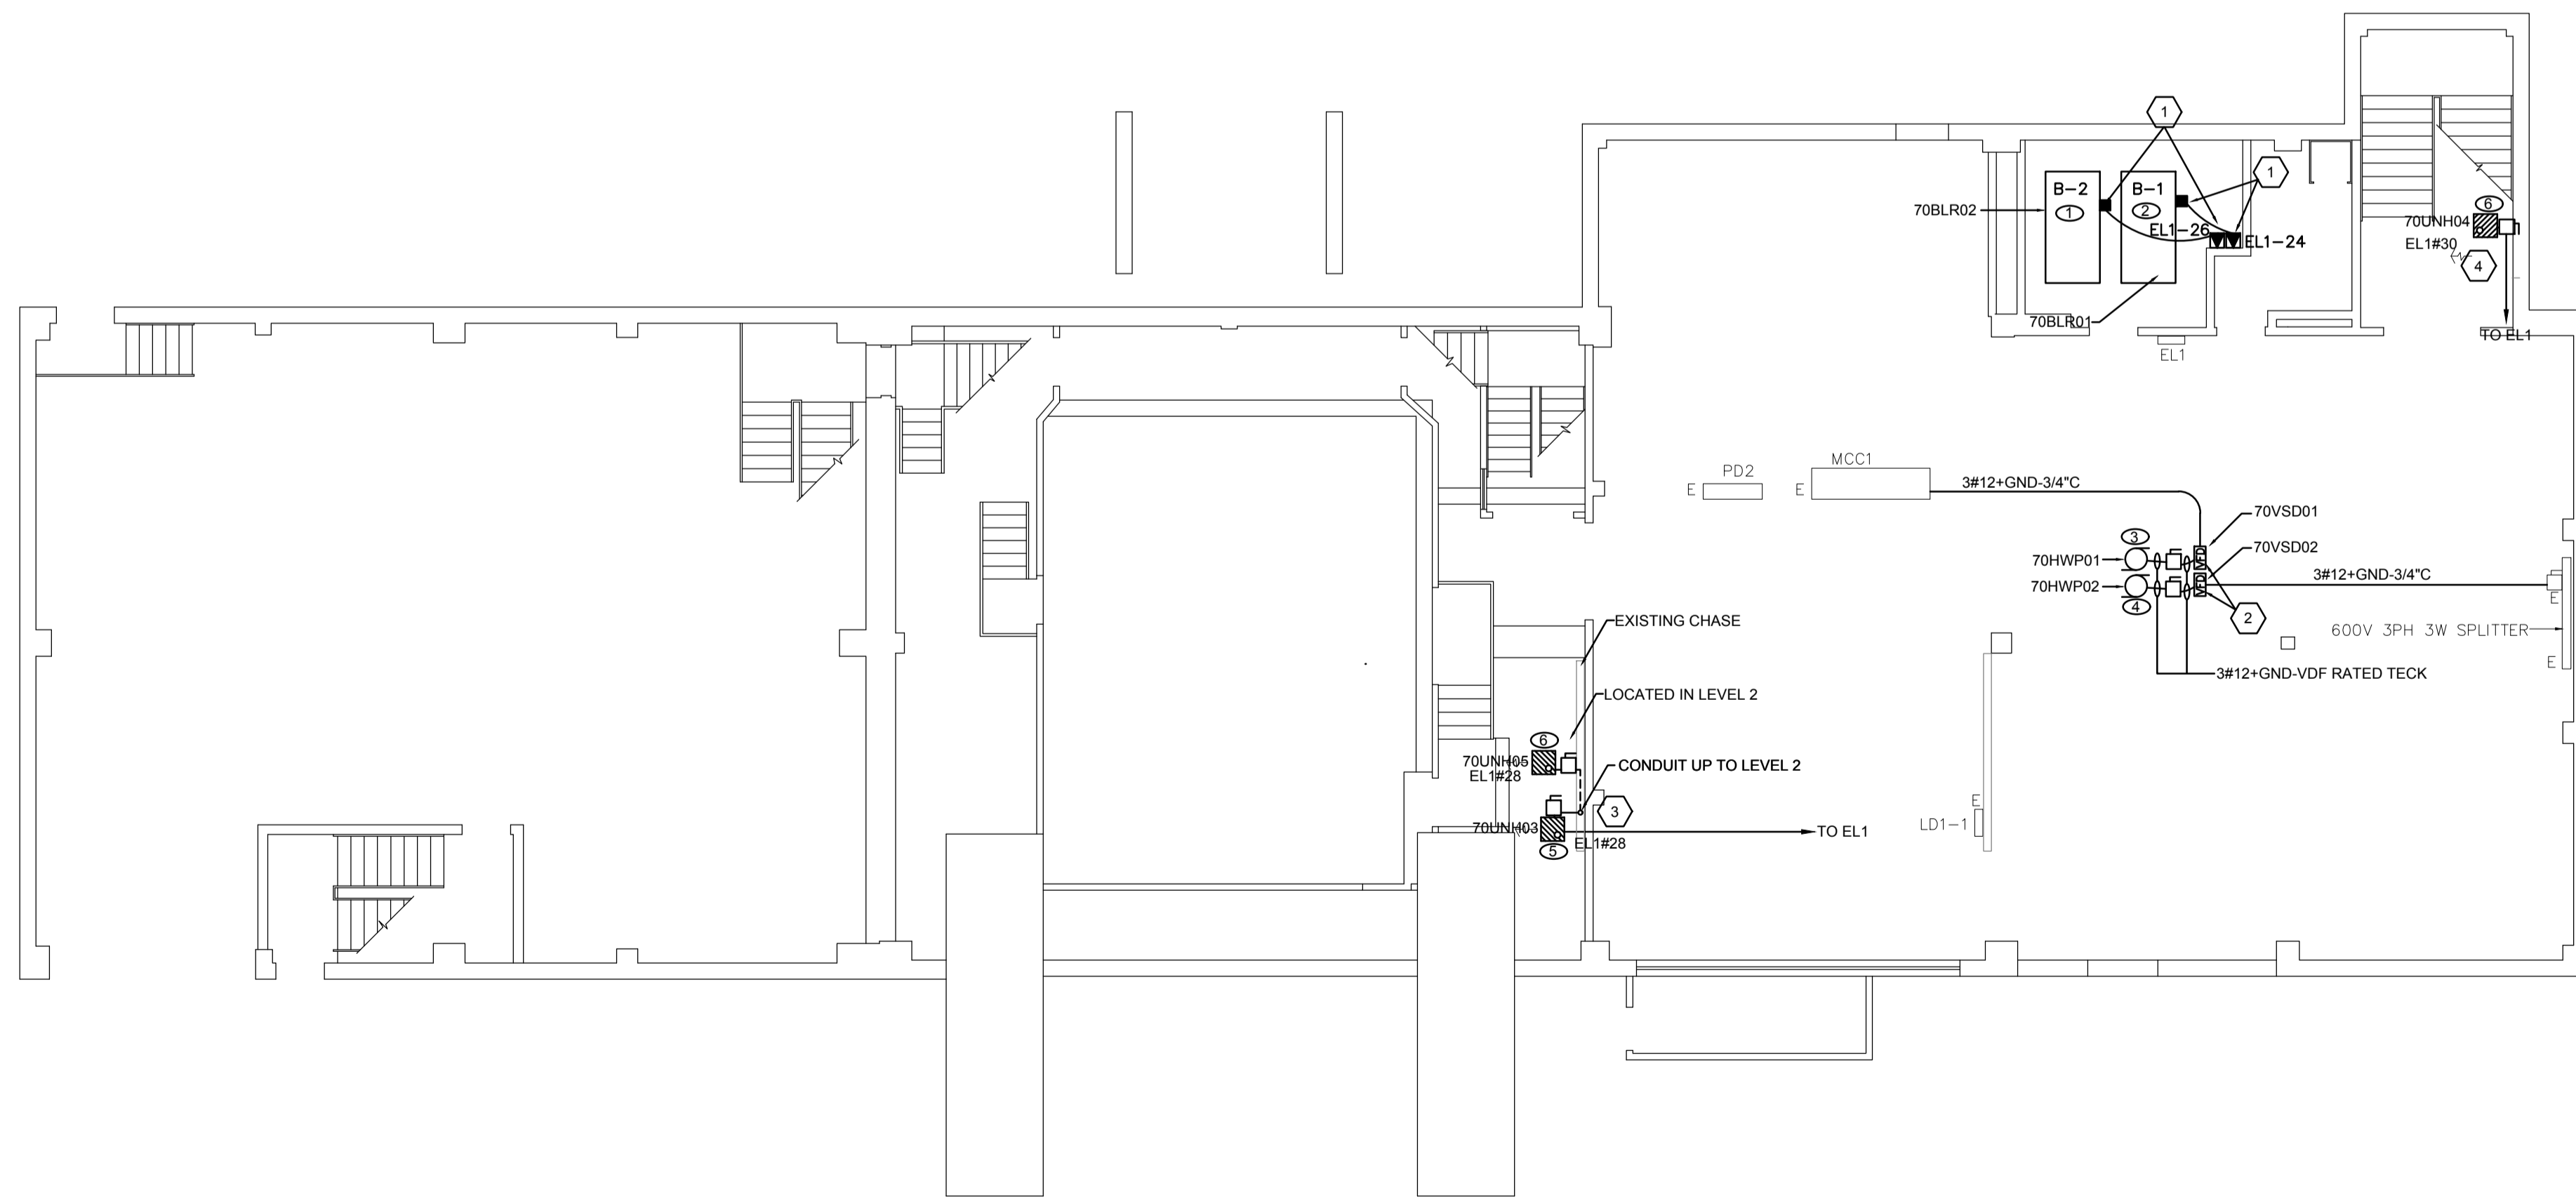 1
1
B-2
1
B-1
2
70BLR02
EL1-26
EL1-24
6
70UNH04
EL1#30
4
70BLR01
TO EL1
EL1
MCC1
PD2
E
E
3#12+GND-3/4"C
70VSD01
3
VFD
70HWP01
70VSD02
3#12+GND-3/4"C
VFD
70HWP02
4
E
2
EXISTING CHASE
600V 3PH 3W SPLITTER
E
3#12+GND-VDF RATED TECK
LOCATED IN LEVEL 2
6
70UNH05
EL1#28
CONDUIT UP TO LEVEL 2
3
E
LD1-1
70UNH03
TO EL1
EL1#28
5